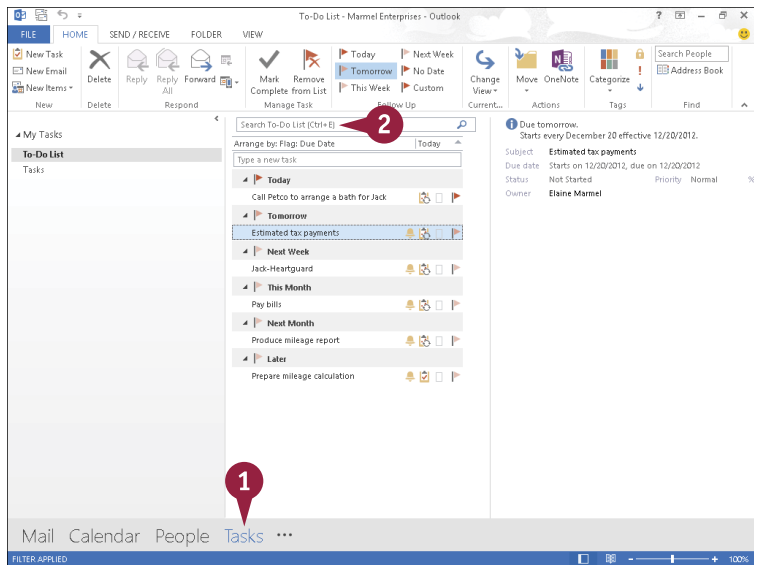 To-Do List - Marmel Enterprises - Outlook
FILE HOME SEND / RECEIVE FOLDER VIEW
New Task
New Email
New Items
Delete
Reply
Reply All
Forward
Mark Complete
Remove from List
Today
Tomorrow
This Week
Next Week
No Date
Custom
Change View
Move
OneNote
Categorize
Search People
Address Book
New Delete Respond Manage Task Follow Up Current... Actions Tags Find
My Tasks
To-Do List
Tasks
Search To-Do List (Ctrl+E)
2
Arrange by: Flag: Due Date Today
Type a new task
Today
Call Petco to arrange a bath for Jack
Tomorrow
Estimated tax payments
Next Week
Jack-Heartguard
This Month
Pay bills
Next Month
Produce mileage report
Later
Prepare mileage calculation
Due tomorrow.
Starts every December 20 effective 12/20/2012.
Subject Estimated tax payments
Due date Starts on 12/20/2012, due on 12/20/2012
Status Not Started Priority Normal %
Owner Elaine Marmel
1
Mail Calendar People Tasks •••
FILTER APPLIED 100%